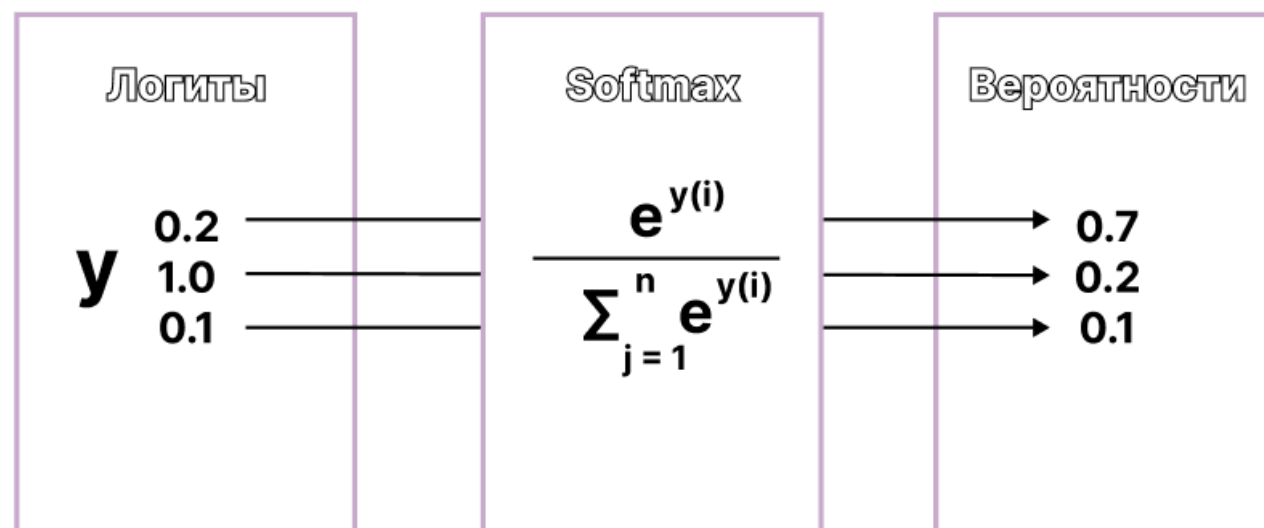 Логиты
Softmax
Вероятности
y
0.2
1.0
0.1
e y(i)
Σ n j = 1 e y(i)
0.7
0.2
0.1